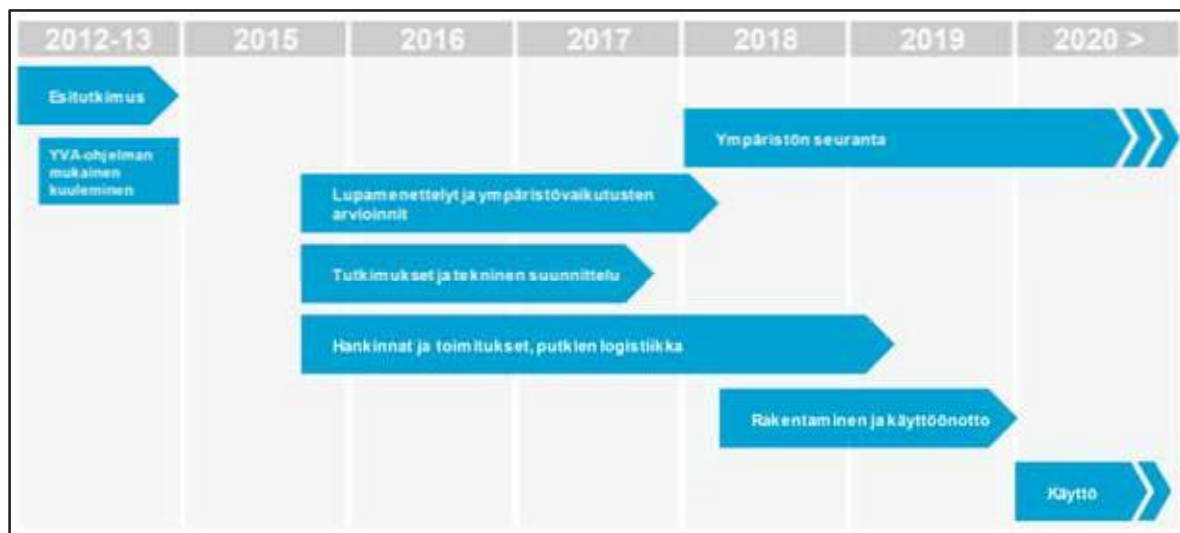 2012-13 2015 2016 2017 2018 2019 2020 >
Esitutkimus
Ympäristön seuranta
YVA-ohjelman
mukainen
kuuleminen
Lupamenettelyt ja ympäristövaikutusten
arvioinnit
Tutkimukset ja tekninen suunnittelu
Hankinnat ja toimitukset, putkien logistiikka
Rakentaminen ja käyttöönotto
Käyttö